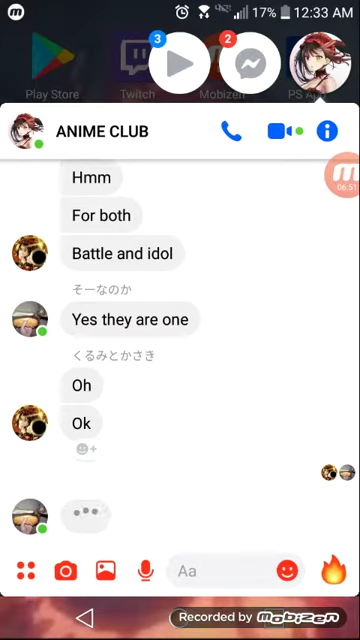 3
2
17%
12:33 AM
Play Store
Twitch
Mobizen
ANIME CLUB
06:51
Hmm
For both
Battle and idol
そーなのか
Yes they are one
くるみとかさき
Oh
Ok
Aa
Recorded by Mobizen